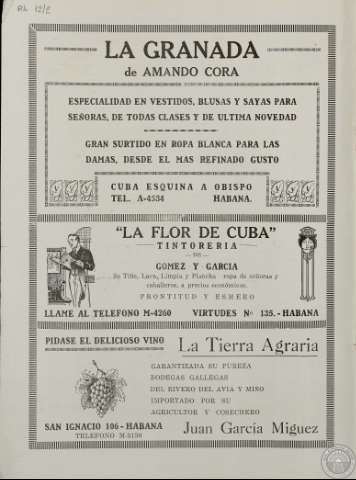 RL 12/2
LA GRANADA
de AMANDO CORA
ESPECIALIDAD EN VESTIDOS, BLUSAS Y SAYAS PARA
SEÑORAS, DE TODAS CLASES Y DE ULTIMA NOVEDAD
GRAN SURTIDO EN ROPA BLANCA PARA LAS
DAMAS, DESDE EL MAS REFINADO GUSTO
CUBA ESQUINA A OBISPO
TEL. A-4534 HABANA.
"LA FLOR DE CUBA"
TINTORERIA
DE
GOMEZ Y GARCIA
Se Tiñe, Lava, Limpia y Plancha ropa de señoras y
caballeros, a precios económicos.
PRONTITUD Y ESMERO
LLAME AL TELEFONO M-4260 VIRTUDES No 135.-HABANA
PIDASE EL DELICIOSO VINO La Tierra Agraria
GARANTIZADA SU PUREZA
BODEGAS GALLEGAS
DEL RIVERO DEL AVIA Y MIÑO
IMPORTADO POR SU
AGRICULTOR Y COSECHERO
SAN IGNACIO 106-HABANA Juan García Miguez
TELEFONO M-5156